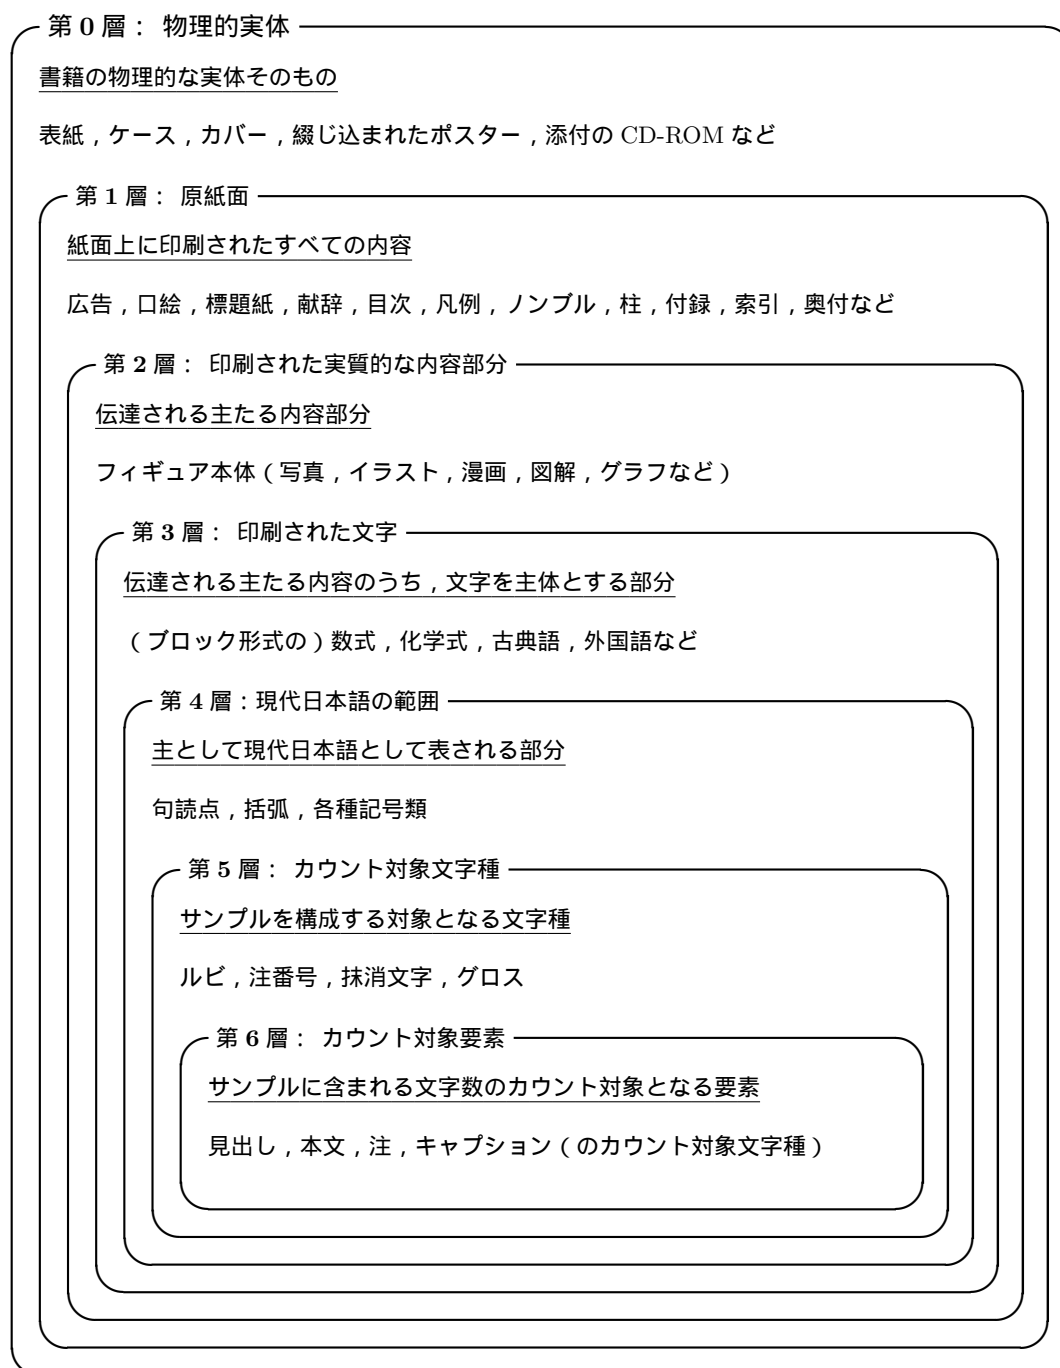 第 0 層： 物理的実体
書籍の物理的な実体そのもの
表紙，ケース，カバー，綴じ込まれたポスター，添付の CD-ROM など
第 1 層： 原紙面
紙面上に印刷されたすべての内容
広告，口絵，標題紙，献辞，目次，凡例，ノンブル，柱，付録，索引，奥付など
第 2 層： 印刷された実質的な内容部分
伝達される主たる内容部分
フィギュア本体（写真，イラスト，漫画，図解，グラフなど）
第 3 層： 印刷された文字
伝達される主たる内容のうち，文字を主体とする部分
（ブロック形式の）数式，化学式，古典語，外国語など
第 4 層：現代日本語の範囲
主として現代日本語として表される部分
句読点，括弧，各種記号類
第 5 層： カウント対象文字種
サンプルを構成する対象となる文字種
ルビ，注番号，抹消文字，グロス
第 6 層： カウント対象要素
サンプルに含まれる文字数のカウント対象となる要素
見出し，本文，注，キャプション（のカウント対象文字種）